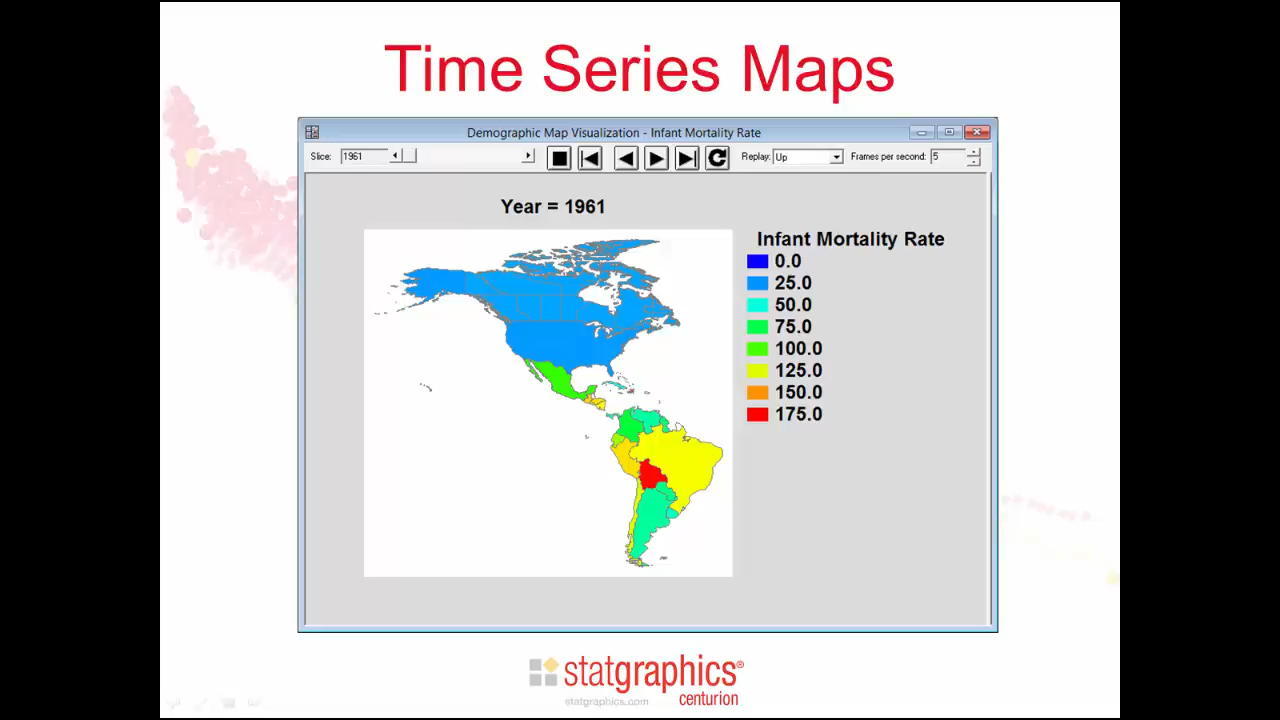 Time Series Maps
Demographic Map Visualization - Infant Mortality Rate
Slice: 1961 Replay: Up Frames per second: 5
Year = 1961
Infant Mortality Rate
0.0
25.0
50.0
75.0
100.0
125.0
150.0
175.0
statgraphics®
statgraphics.com centurion